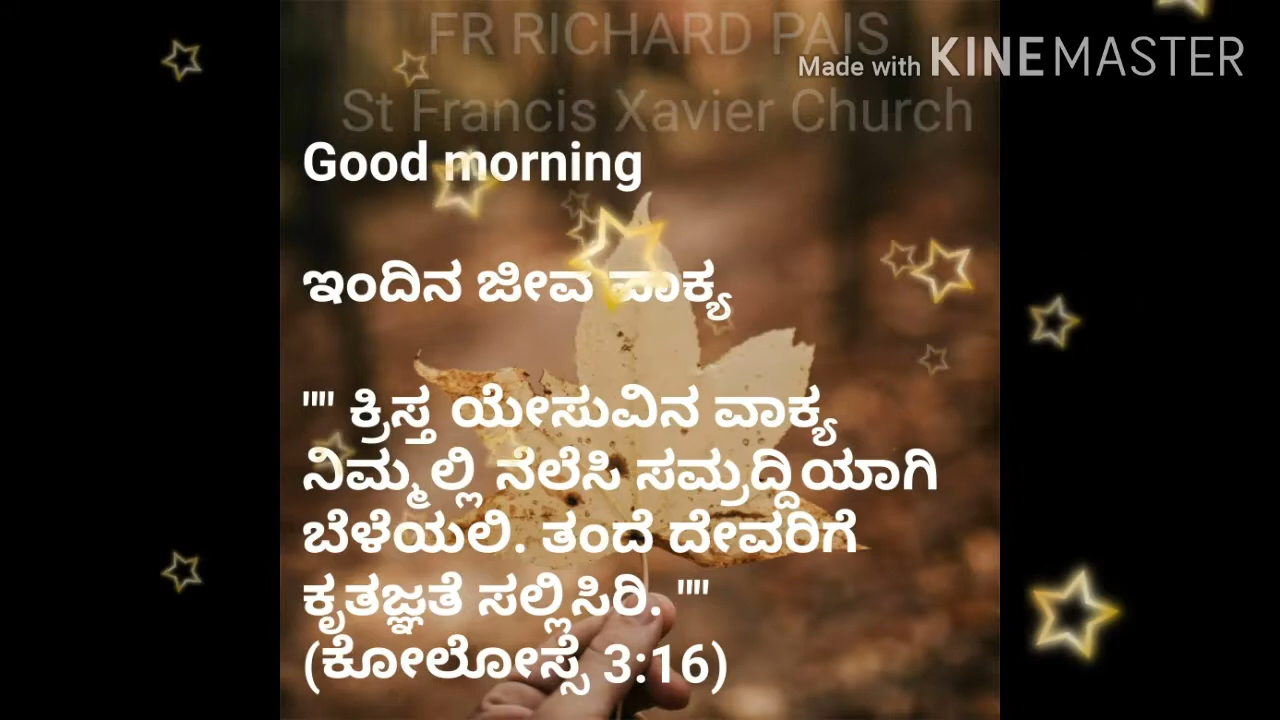 FR RICHARD PAIS
Made with KINEMASTER
St Francis Xavier Church
Good morning
ಇಂದಿನ ಜೀವ ವಾಕ್ಯ
"" ಕ್ರಿಸ್ತ ಯೇಸುವಿನ ವಾಕ್ಯ
ನಿಮ್ಮಲ್ಲಿ ನೆಲೆಸಿ ಸಮ್ರದ್ದಿಯಾಗಿ
ಬೆಳೆಯಲಿ. ತಂದೆ ದೇವರಿಗೆ
ಕೃತಜ್ಞತೆ ಸಲ್ಲಿಸಿರಿ. ""
(ಕೋಲೋಸ್ಸೆ 3:16)